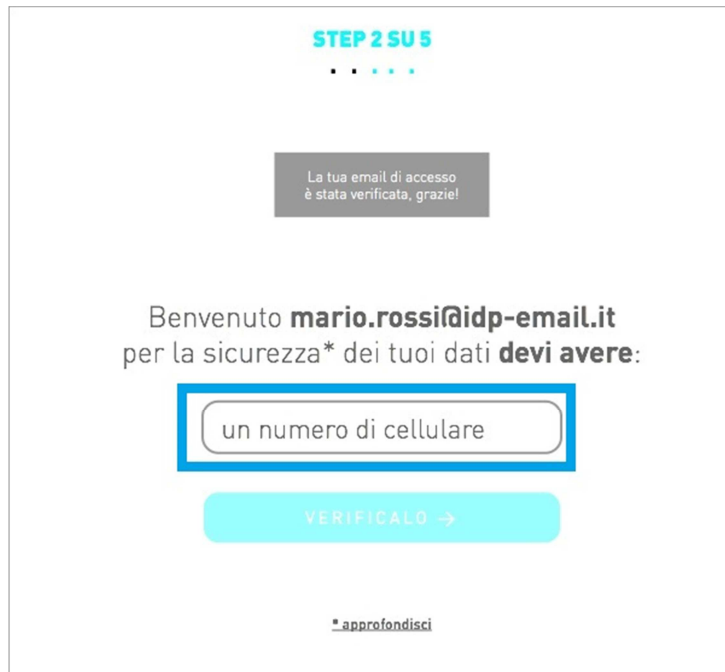 STEP 2 SU 5
La tua email di accesso
è stata verificata, grazie!
Benvenuto mario.rossi@idp-email.it
per la sicurezza* dei tuoi dati devi avere:
un numero di cellulare
VERIFICALO →
* approfondisci